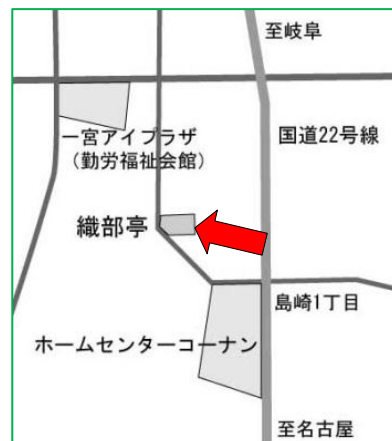 至岐阜
国道22号線
一宮アイプラザ
(勤労福祉会館)
織部亭
島崎1丁目
ホームセンターコーナン
至名古屋